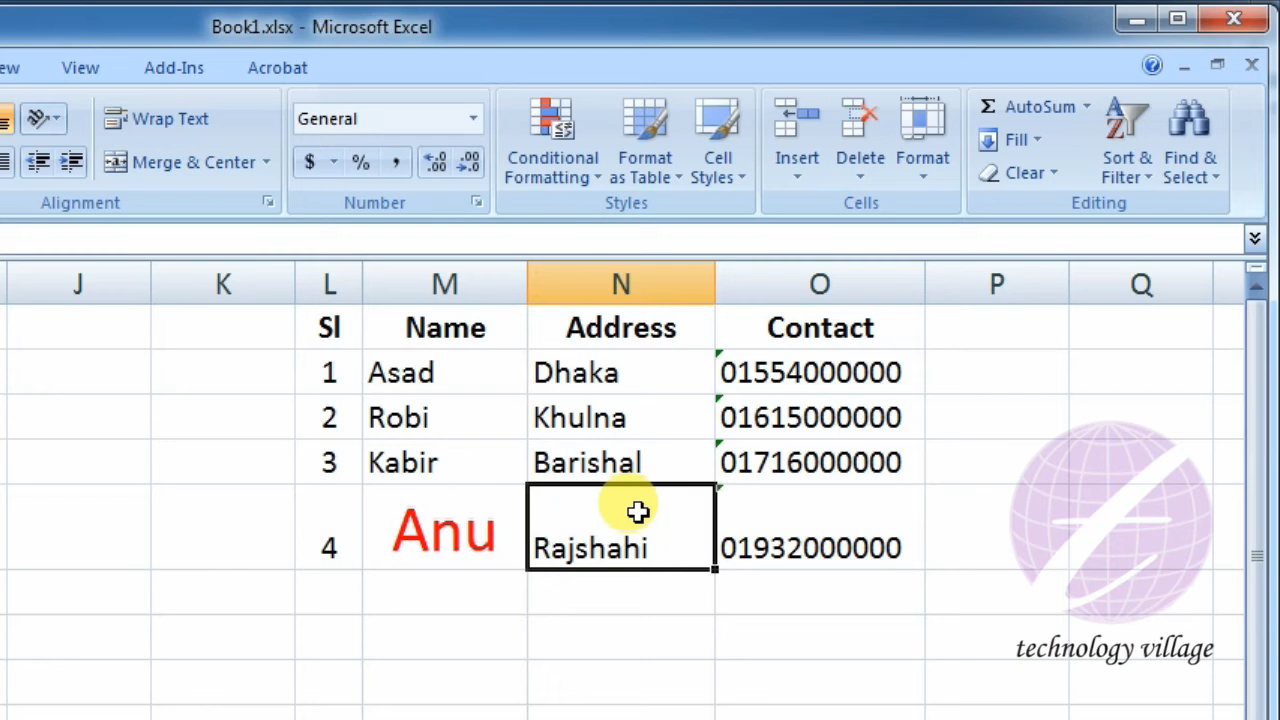 Book1.xlsx - Microsoft Excel
ew View Add-Ins Acrobat
Wrap Text General AutoSum
Merge & Center $ % , .00 .00 Conditional Formatting Format as Table Cell Styles Insert Delete Format Fill Clear Sort & Filter Find & Select
Alignment Number Styles Cells Editing
J K L M N O P Q
Sl Name Address Contact
1 Asad Dhaka 01554000000
2 Robi Khulna 01615000000
3 Kabir Barishal 01716000000
4 Anu Rajshahi 01932000000
technology village